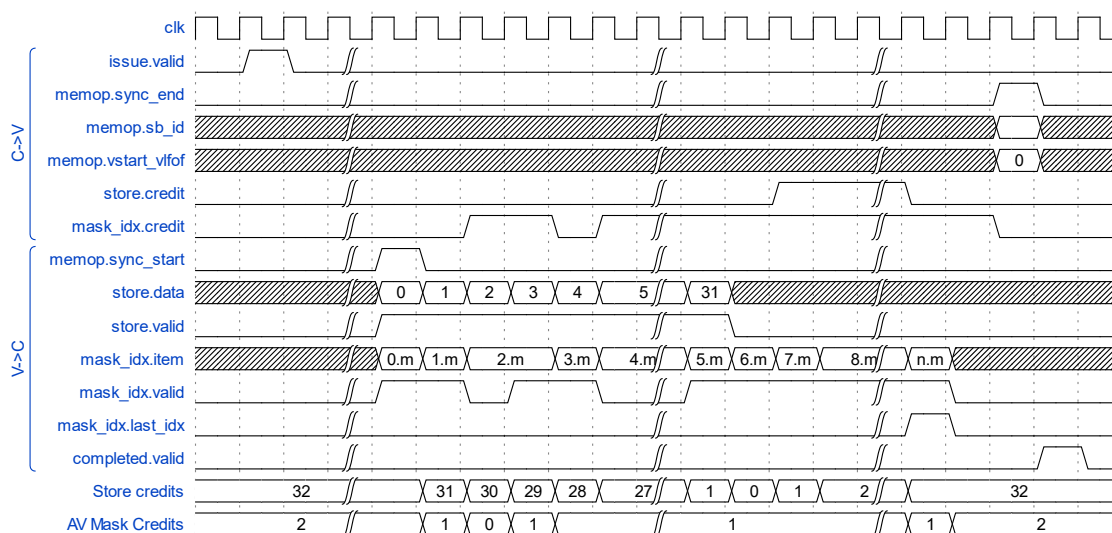 clk
issue.valid
memop.sync_end
memop.sb_id
memop.vstart_vlfof 0
store.credit
mask_idx.credit
C->V
memop.sync_start
store.data 0 1 2 3 4 5 31
store.valid
mask_idx.item 0.m 1.m 2.m 3.m 4.m 5.m 6.m 7.m 8.m n.m
mask_idx.valid
mask_idx.last_idx
completed.valid
V->C
Store credits 32 31 30 29 28 27 1 0 1 2 32
AV Mask Credits 2 1 0 1 1 1 2